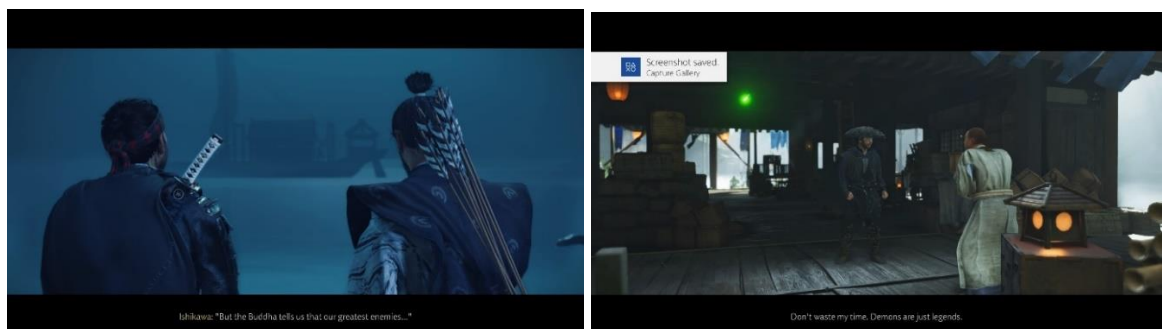 Ishikawa: "But the Buddha tells us that our greatest enemies..."
Screenshot saved.
Capture Gallery
Don't waste my time. Demons are just legends.